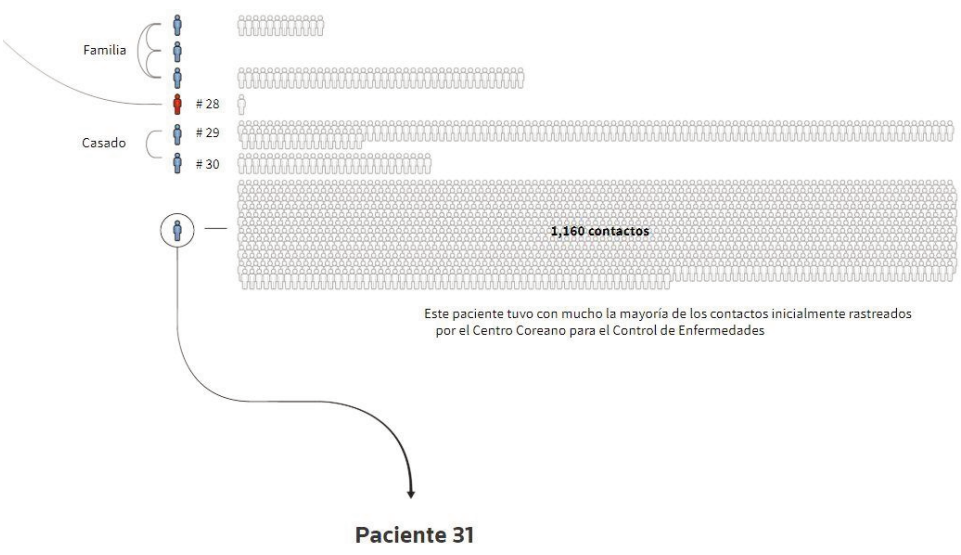 Familia
# 28
# 29
Casado
# 30
1,160 contactos
Este paciente tuvo con mucho la mayoría de los contactos inicialmente rastreados
por el Centro Coreano para el Control de Enfermedades
Paciente 31